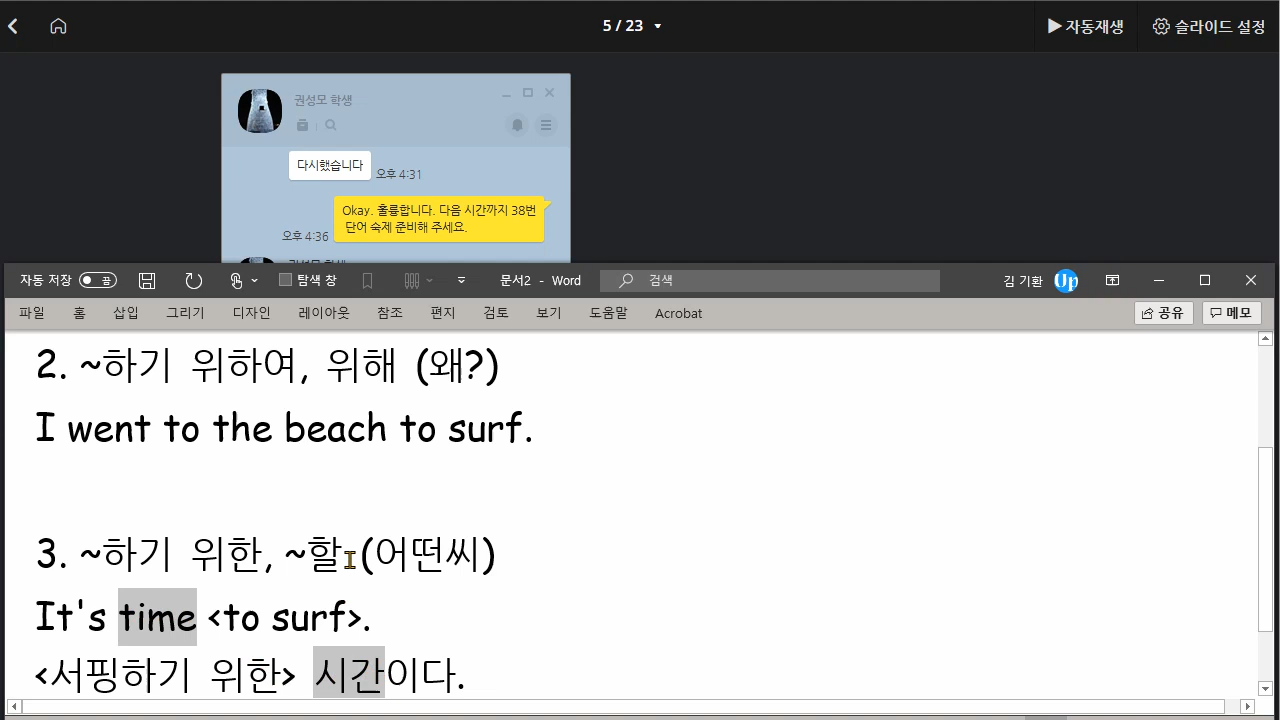 5 / 23
자동재생
슬라이드 설정
권성모 학생
다시했습니다
오후 4:31
Okay. 훌륭합니다. 다음 시간까지 38번
단어 숙제 준비해 주세요.
오후 4:36
자동 저장
끔
탐색 창
문서2 - Word
검색
김 기환
Up
파일 홈 삽입 그리기 디자인 레이아웃 참조 편지 검토 보기 도움말 Acrobat
공유
메모
2. ~하기 위하여, 위해 (왜?)
I went to the beach to surf.
3. ~하기 위한, ~할 (어떤씨)
It's time <to surf>.
<서핑하기 위한> 시간이다.